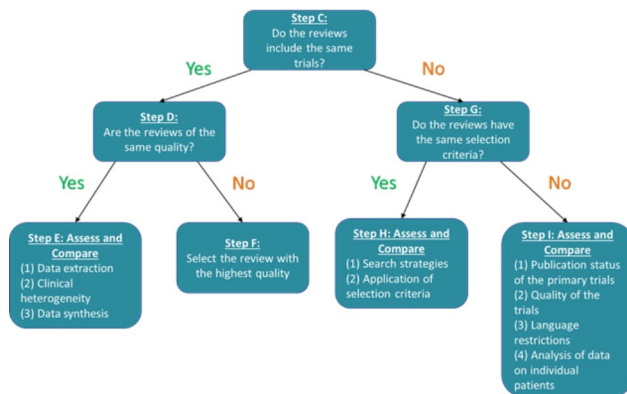 Step C:
Do the reviews
include the same
trials?
Yes
No
Step D:
Are the reviews of the
same quality?
Step G:
Do the reviews have
the same selection
criteria?
Yes
No
Yes
No
Step E: Assess and
Compare
(1) Data extraction
(2) Clinical
heterogeneity
(3) Data synthesis
Step F:
Select the review with
the highest quality
Step H: Assess and
Compare
(1) Search strategies
(2) Application of
selection criteria
Step I: Assess and
Compare
(1) Publication status
of the primary trials
(2) Quality of the
trials
(3) Language
restrictions
(4) Analysis of data
on individual
patients